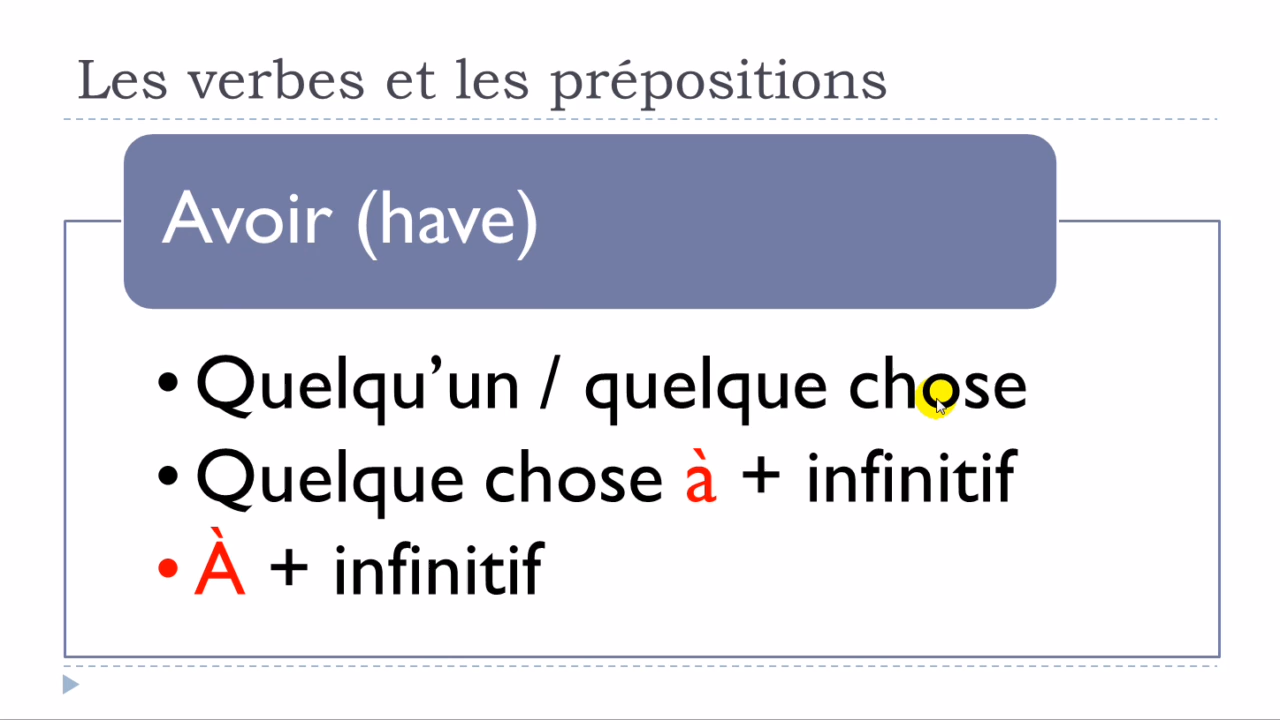 Les verbes et les prépositions
Avoir (have)
• Quelqu’un / quelque chose
• Quelque chose à + infinitif
• À + infinitif